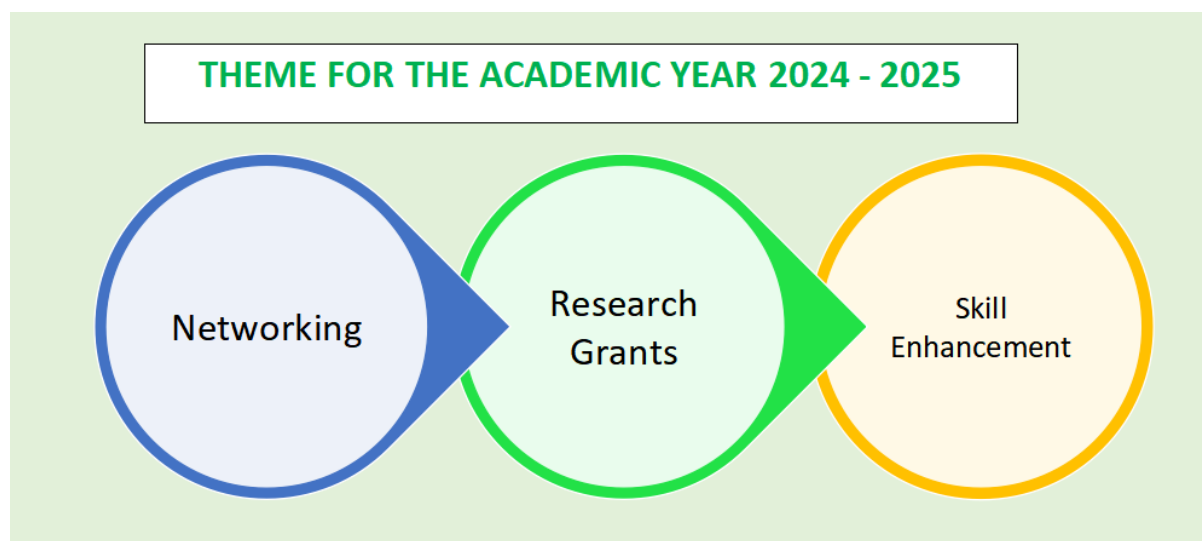 THEME FOR THE ACADEMIC YEAR 2024 - 2025
Networking
Research
Grants
Skill
Enhancement